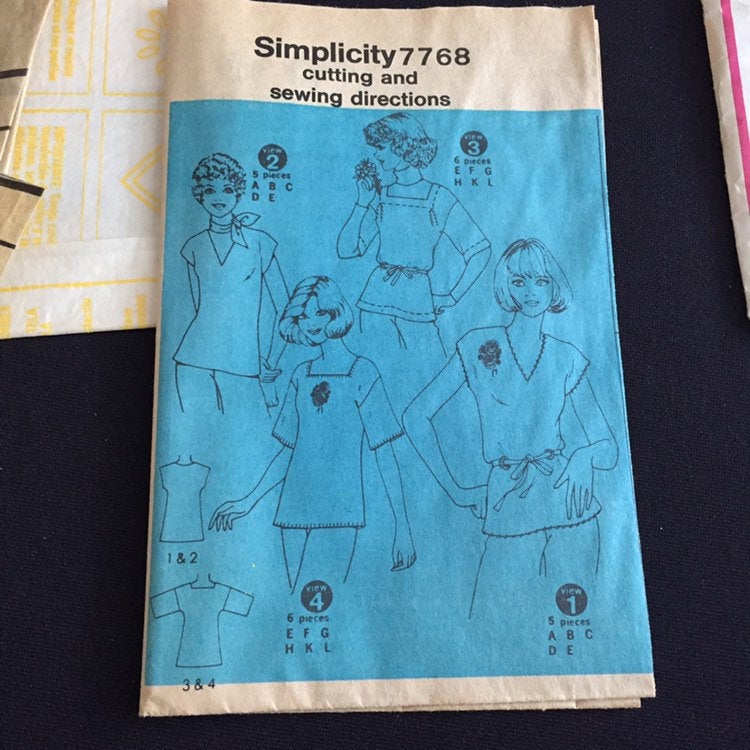 Simplicity 7768
cutting and
sewing directions
view
2
5 pieces
A B C
D E
view
3
6 pieces
E F G
H K L
1 & 2
view
4
6 pieces
E F G
H K L
view
1
5 pieces
A B C
D E
3 & 4